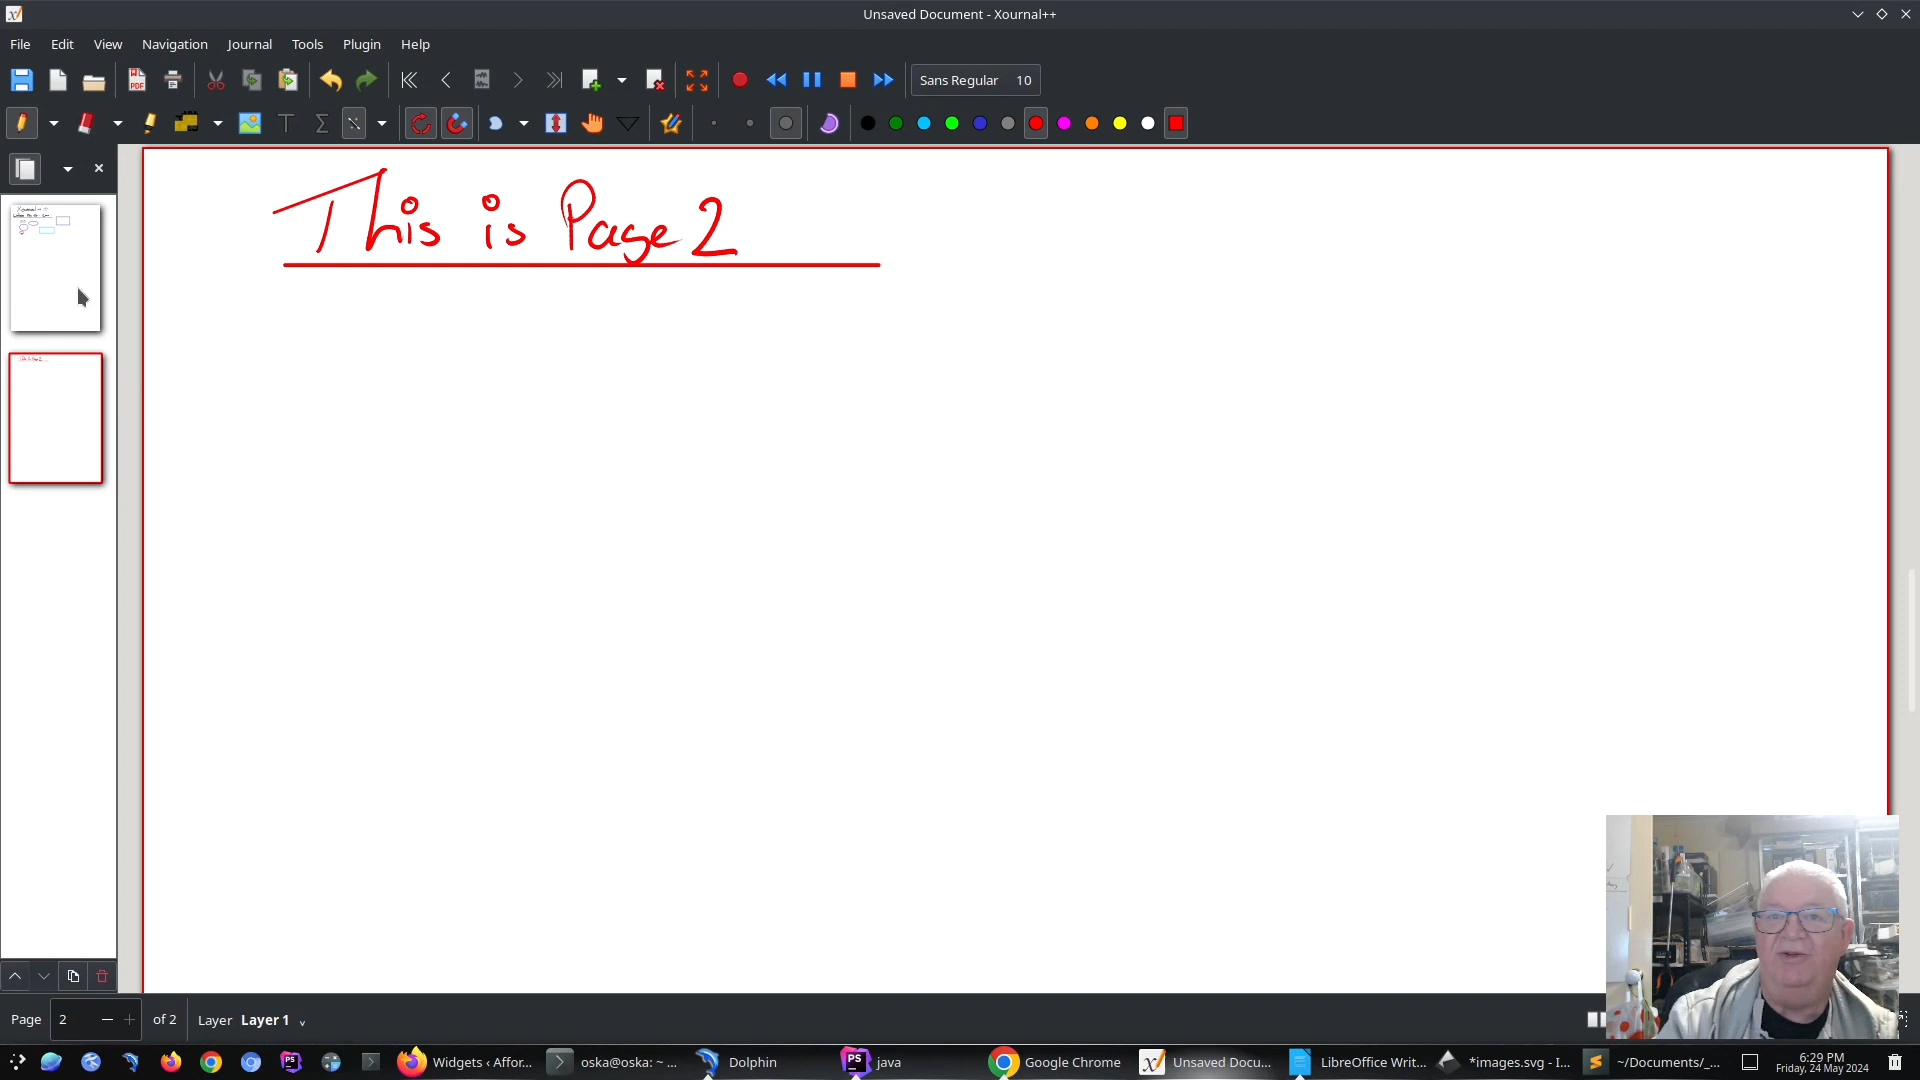 Unsaved Document - Xournal++
File Edit View Navigation Journal Tools Plugin Help
PDF
Sans Regular 10
This is Page 2
Page 2 of 2 Layer Layer 1
Widgets ‹ Affor... oska@oska: ~ ... Dolphin java Google Chrome Unsaved Docu... LibreOffice Writ... *images.svg - I... ~/Documents/_... 6:29 PM
Friday, 24 May 2024